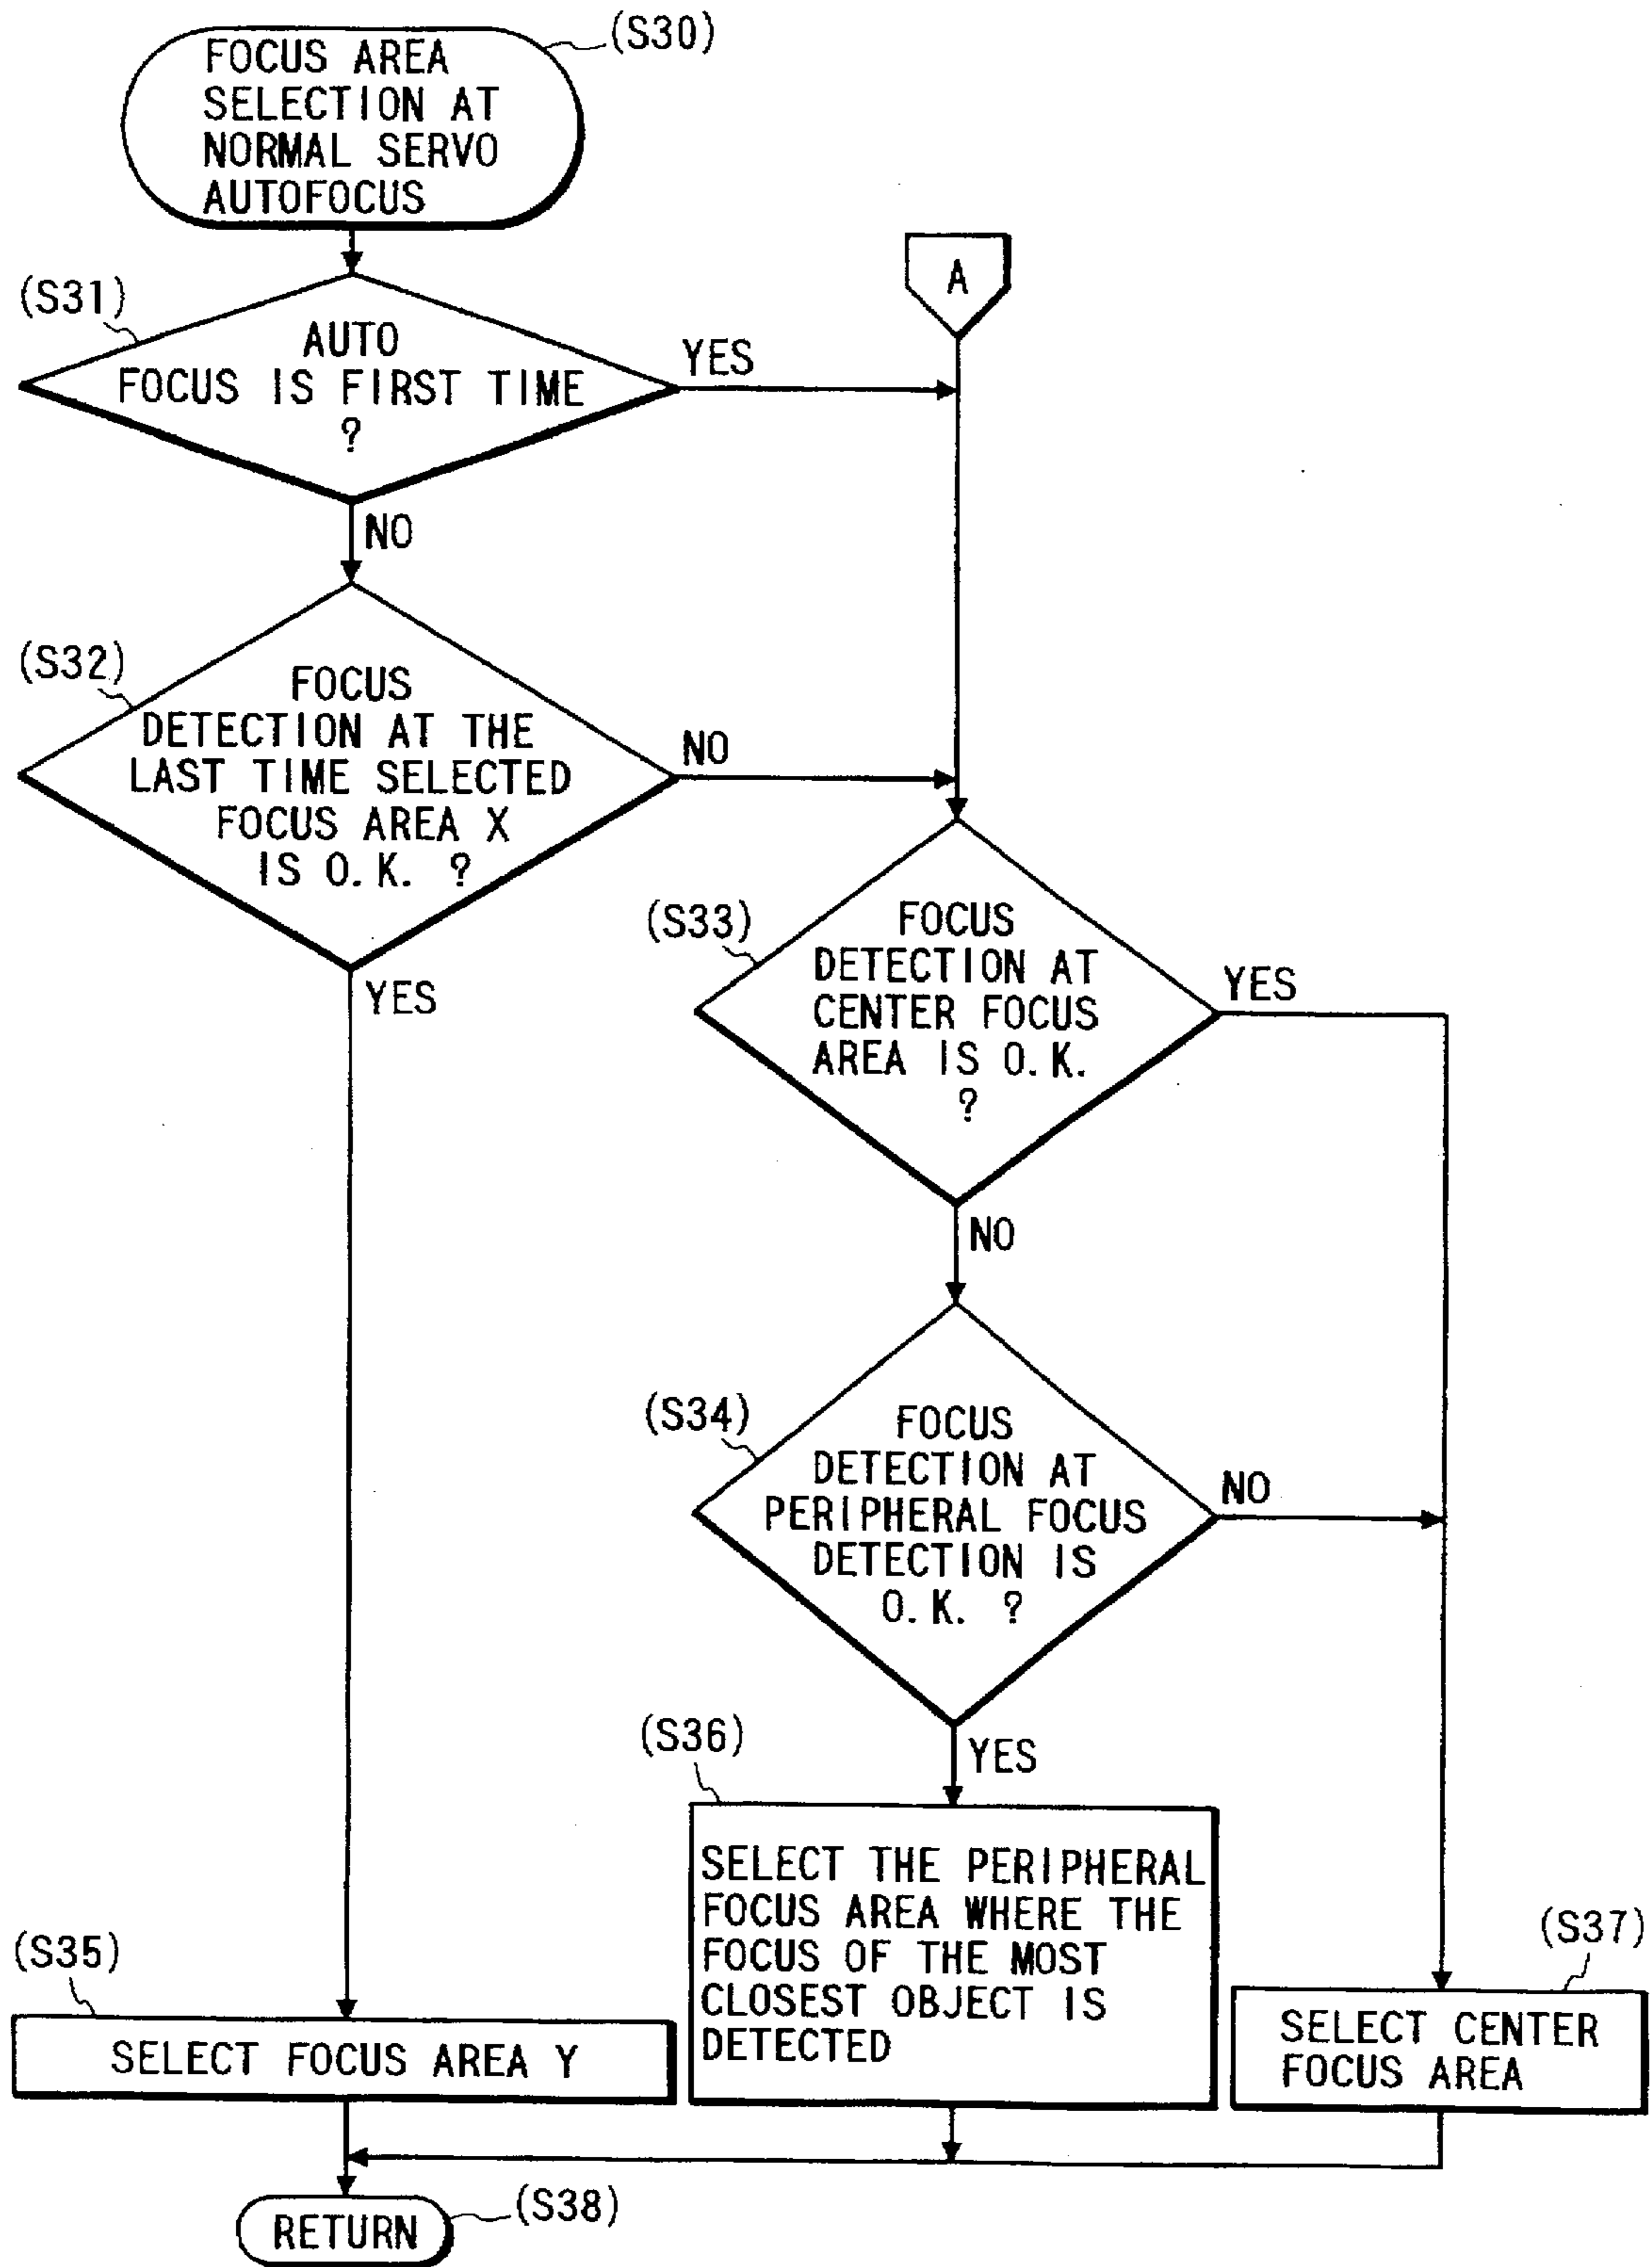 (S30)
FOCUS AREA
SELECTION AT
NORMAL SERVO
AUTOFOCUS
A
(S31)
AUTO
FOCUS IS FIRST TIME
?
YES
NO
(S32)
FOCUS
DETECTION AT THE
LAST TIME SELECTED
FOCUS AREA X
IS O.K. ?
NO
YES
(S33)
FOCUS
DETECTION AT
CENTER FOCUS
AREA IS O.K.
?
YES
NO
(S34)
FOCUS
DETECTION AT
PERIPHERAL FOCUS
DETECTION IS
O.K. ?
NO
YES
(S36)
SELECT THE PERIPHERAL
FOCUS AREA WHERE THE
FOCUS OF THE MOST
CLOSEST OBJECT IS
DETECTED
(S35)
SELECT FOCUS AREA Y
(S37)
SELECT CENTER
FOCUS AREA
RETURN
(S38)